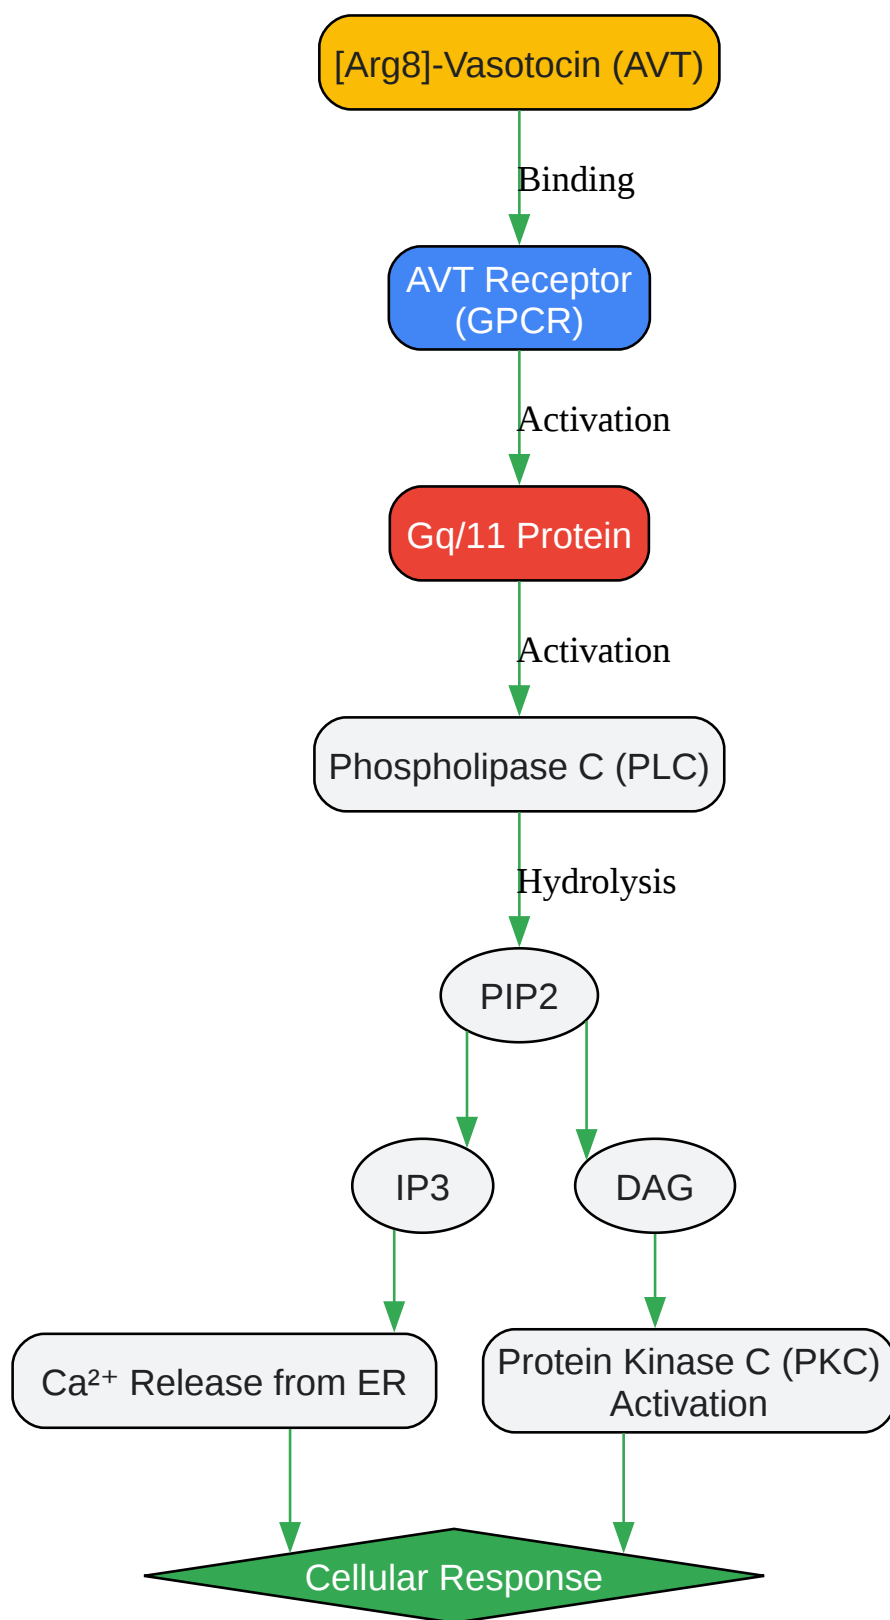 [Arg8]-Vasotocin (AVT)
Binding
AVT Receptor
(GPCR)
Activation
Gq/11 Protein
Activation
Phospholipase C (PLC)
Hydrolysis
PIP2
IP3
DAG
Ca²⁺ Release from ER
Protein Kinase C (PKC)
Activation
Cellular Response